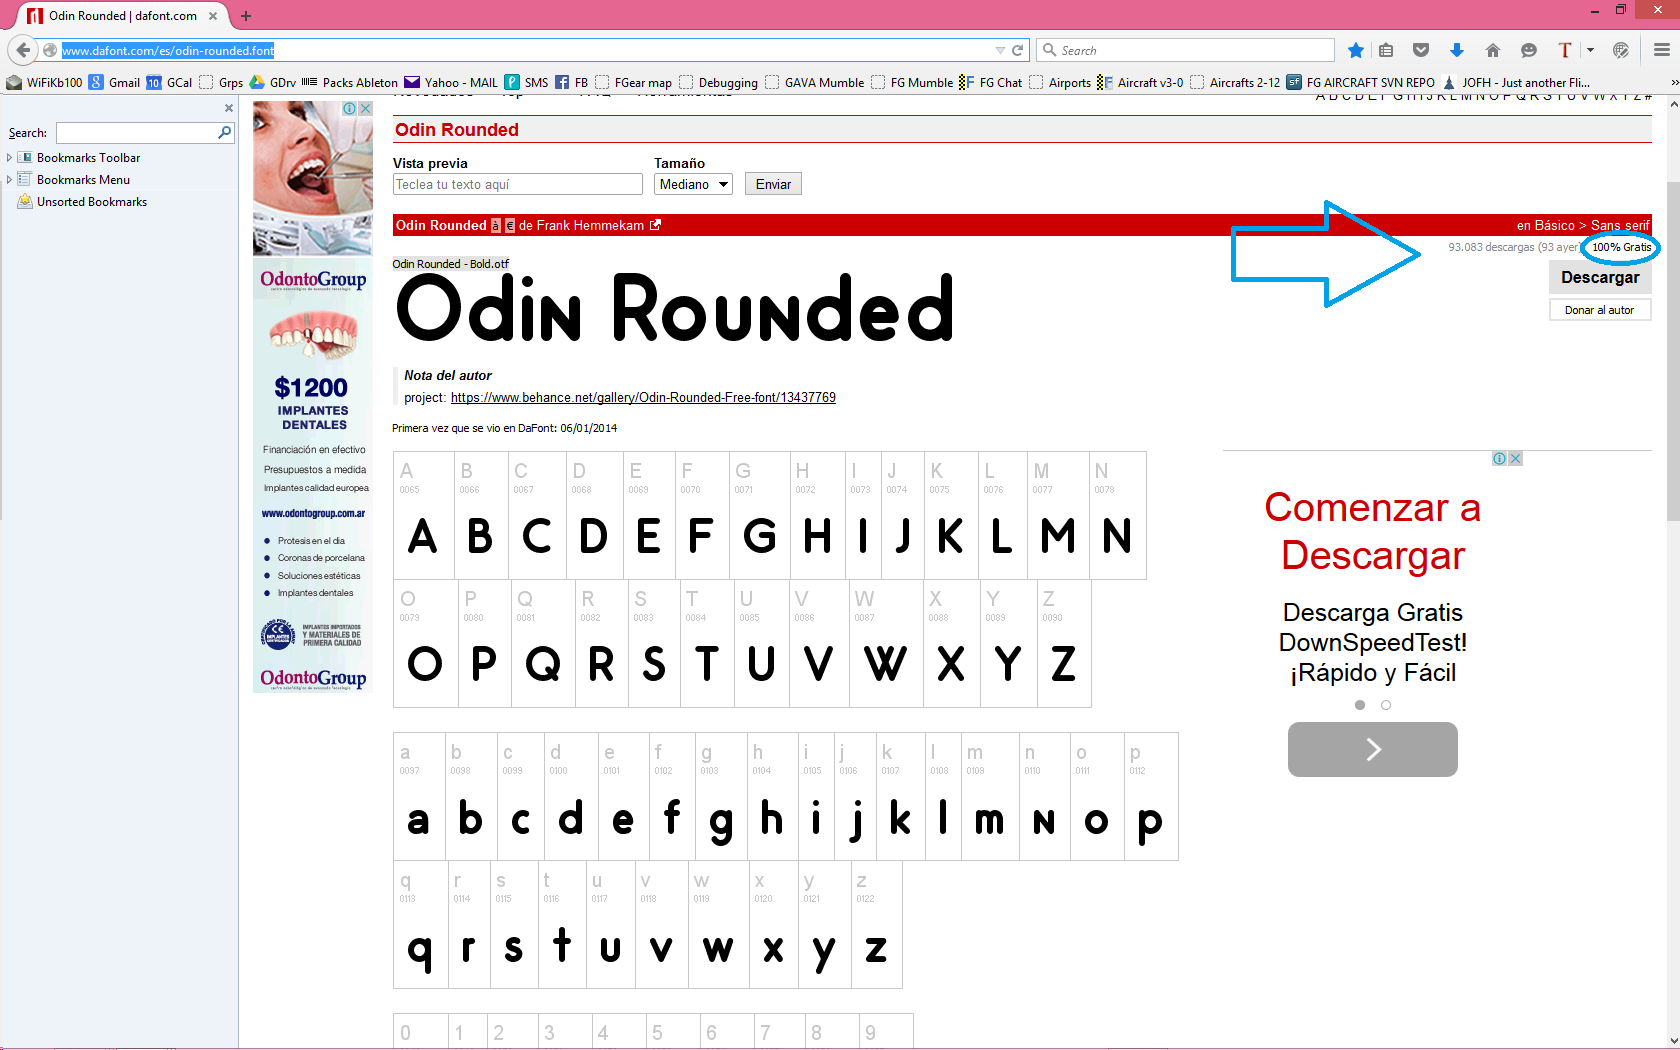 Odin Rounded | dafont.com
www.dafont.com/es/odin-rounded.font
Search
WiFiKb100 Gmail GCal Grps GDrv Packs Ableton Yahoo - MAIL SMS FB FGear map Debugging GAVA Mumble FG Mumble FG Chat Airports Aircraft v3-0 Aircrafts 2-12 FG AIRCRAFT SVN REPO JOFH - Just another Fli...
A B C D E F G H I J K L M N O P Q R S T U V W X Y Z #
Search:
Bookmarks Toolbar
Bookmarks Menu
Unsorted Bookmarks
OdontoGroup
$1200
IMPLANTES
DENTALES
Financiación en efectivo
Presupuestos a medida
Implantes calidad europea
www.odontogroup.com.ar
Protesis en el dia
Coronas de porcelana
Soluciones estéticas
Implantes dentales
IMPLANTES IMPORTADOS
Y MATERIALES DE
PRIMERA CALIDAD
OdontoGroup
Odin Rounded
Vista previa
Tamaño
Teclea tu texto aquí
Mediano
Enviar
Odin Rounded à € de Frank Hemmekam
en Básico > Sans serif
93.083 descargas (93 ayer)
100% Gratis
Descargar
Donar al autor
Odin Rounded - Bold.otf
Odin Rounded
Nota del autor
project: https://www.behance.net/gallery/Odin-Rounded-Free-font/13437769
Primera vez que se vio en DaFont: 06/01/2014
A B C D E F G H I J K L M N
0065 0066 0067 0068 0069 0070 0071 0072 0073 0074 0075 0076 0077 0078
A B C D E F G H I J K L M N
O P Q R S T U V W X Y Z
0079 0080 0081 0082 0083 0084 0085 0086 0087 0088 0089 0090
O P Q R S T U V W X Y Z
a b c d e f g h i j k l m n o p
0097 0098 0099 0100 0101 0102 0103 0104 0105 0106 0107 0108 0109 0110 0111 0112
a b c d e f g h i j k l m n o p
q r s t u v w x y z
0113 0114 0115 0116 0117 0118 0119 0120 0121 0122
q r s t u v w x y z
0 1 2 3 4 5 6 7 8 9
Comenzar a
Descargar
Descarga Gratis
DownSpeedTest!
¡Rápido y Fácil